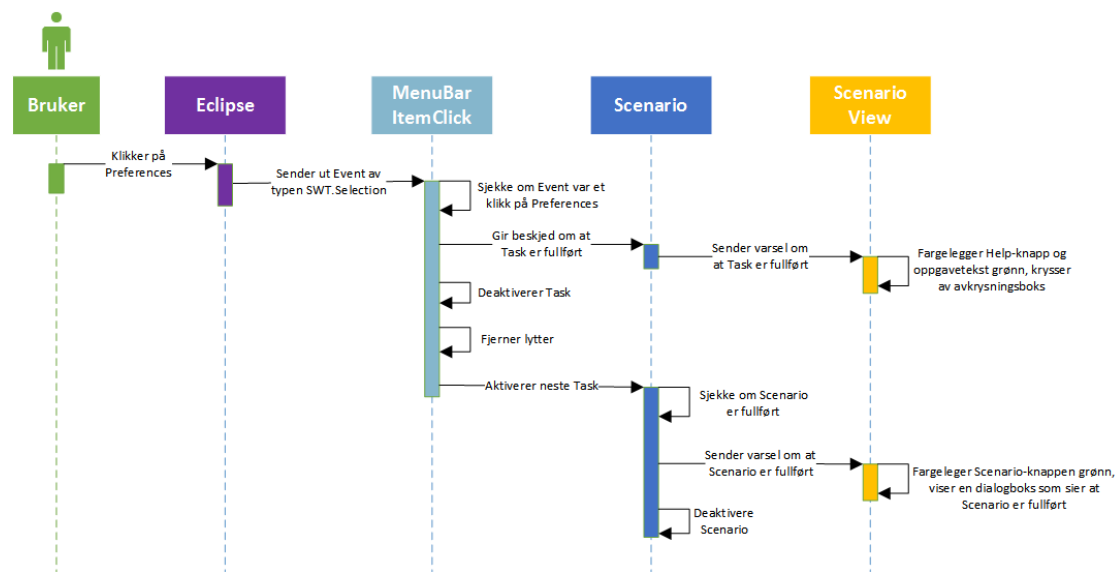 Bruker
Eclipse
MenuBar
ItemClick
Scenario
Scenario
View
Klikker på
Preferences
Sender ut Event av
typen SWT.Selection
Sjekke om Event var et
klikk på Preferences
Gir beskjed om at
Task er fullført
Sender varsel om
at Task er fullført
Fargelegger Help-knapp og
oppgavetekst grønn, krysser
av avkrysningsboks
Deaktiverer Task
Fjerner lytter
Aktiverer neste Task
Sjekke om Scenario
er fullført
Sender varsel om at
Scenario er fullført
Fargeleger Scenario-knappen grønn,
viser en dialogboks som sier at
Scenario er fullført
Deaktivere
Scenario